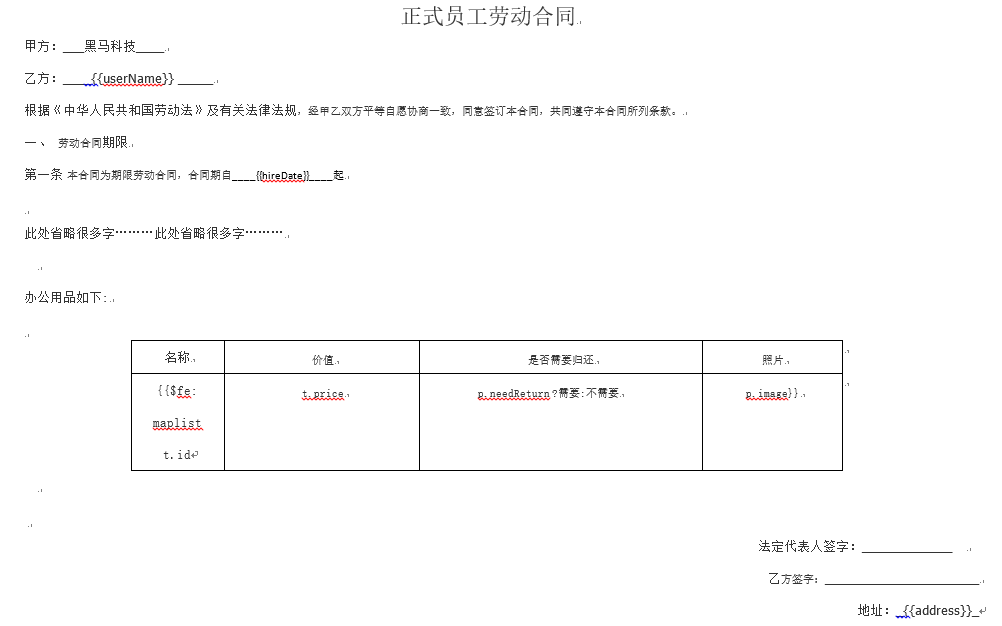 正式员工劳动合同
甲方：___黑马科技____
乙方：____{{userName}} _____
根据《中华人民共和国劳动法》及有关法律法规，经甲乙双方平等自愿协商一致，同意签订本合同，共同遵守本合同所列条款。
一、 劳动合同期限
第一条 本合同为期限劳动合同，合同期自____{{hireDate}}____起
此处省略很多字………此处省略很多字………
办公用品如下:
名称 价值 是否需要归还 照片
{{$fe: t.price p.needReturn?需要:不需要 p.image}}
maplist
t.id
法定代表人签字：_____________
乙方签字：______________________
地址：_{{address}}_